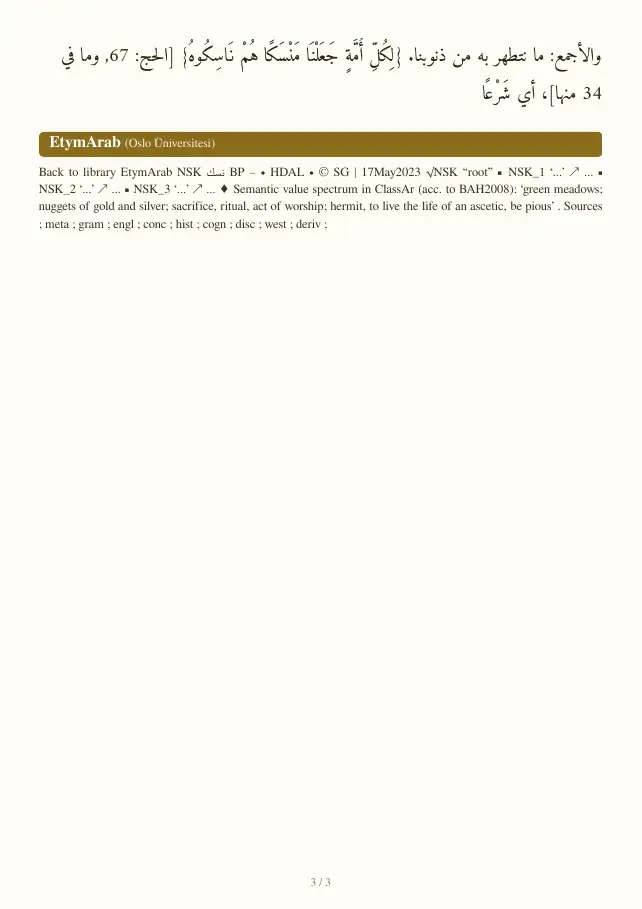 والأجمع: ما نتطهر به من ذنوبنا. {لِكُلِّ أُمَّةٍ جَعَلْنَا مَنْسَكًا هُمْ نَاسِكُوهُ} [الحج: 67, وما في
34 منها]، أي شَرْعًا
EtymArab (Oslo Üniversitesi)
Back to library EtymArab NSK نسك BP – • HDAL • © SG | 17May2023 √NSK “root” ▪ NSK_1 ‘...’ ↗ ... ▪
NSK_2 ‘...’ ↗ ... ▪ NSK_3 ‘...’ ↗ ... ♦ Semantic value spectrum in ClassAr (acc. to BAH2008): ‘green meadows;
nuggets of gold and silver; sacrifice, ritual, act of worship; hermit, to live the life of an ascetic, be pious’ . Sources
; meta ; gram ; engl ; conc ; hist ; cogn ; disc ; west ; deriv ;
3 / 3